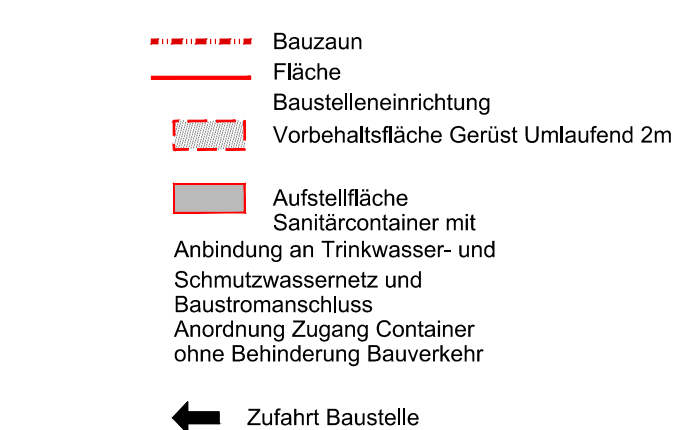 Bauzaun
Fläche
Baustelleneinrichtung
Vorbehaltsfläche Gerüst Umlaufend 2m
Aufstellfläche
Sanitärcontainer mit
Anbindung an Trinkwasser- und
Schmutzwassernetz und
Baustromanschluss
Anordnung Zugang Container
ohne Behinderung Bauverkehr
Zufahrt Baustelle